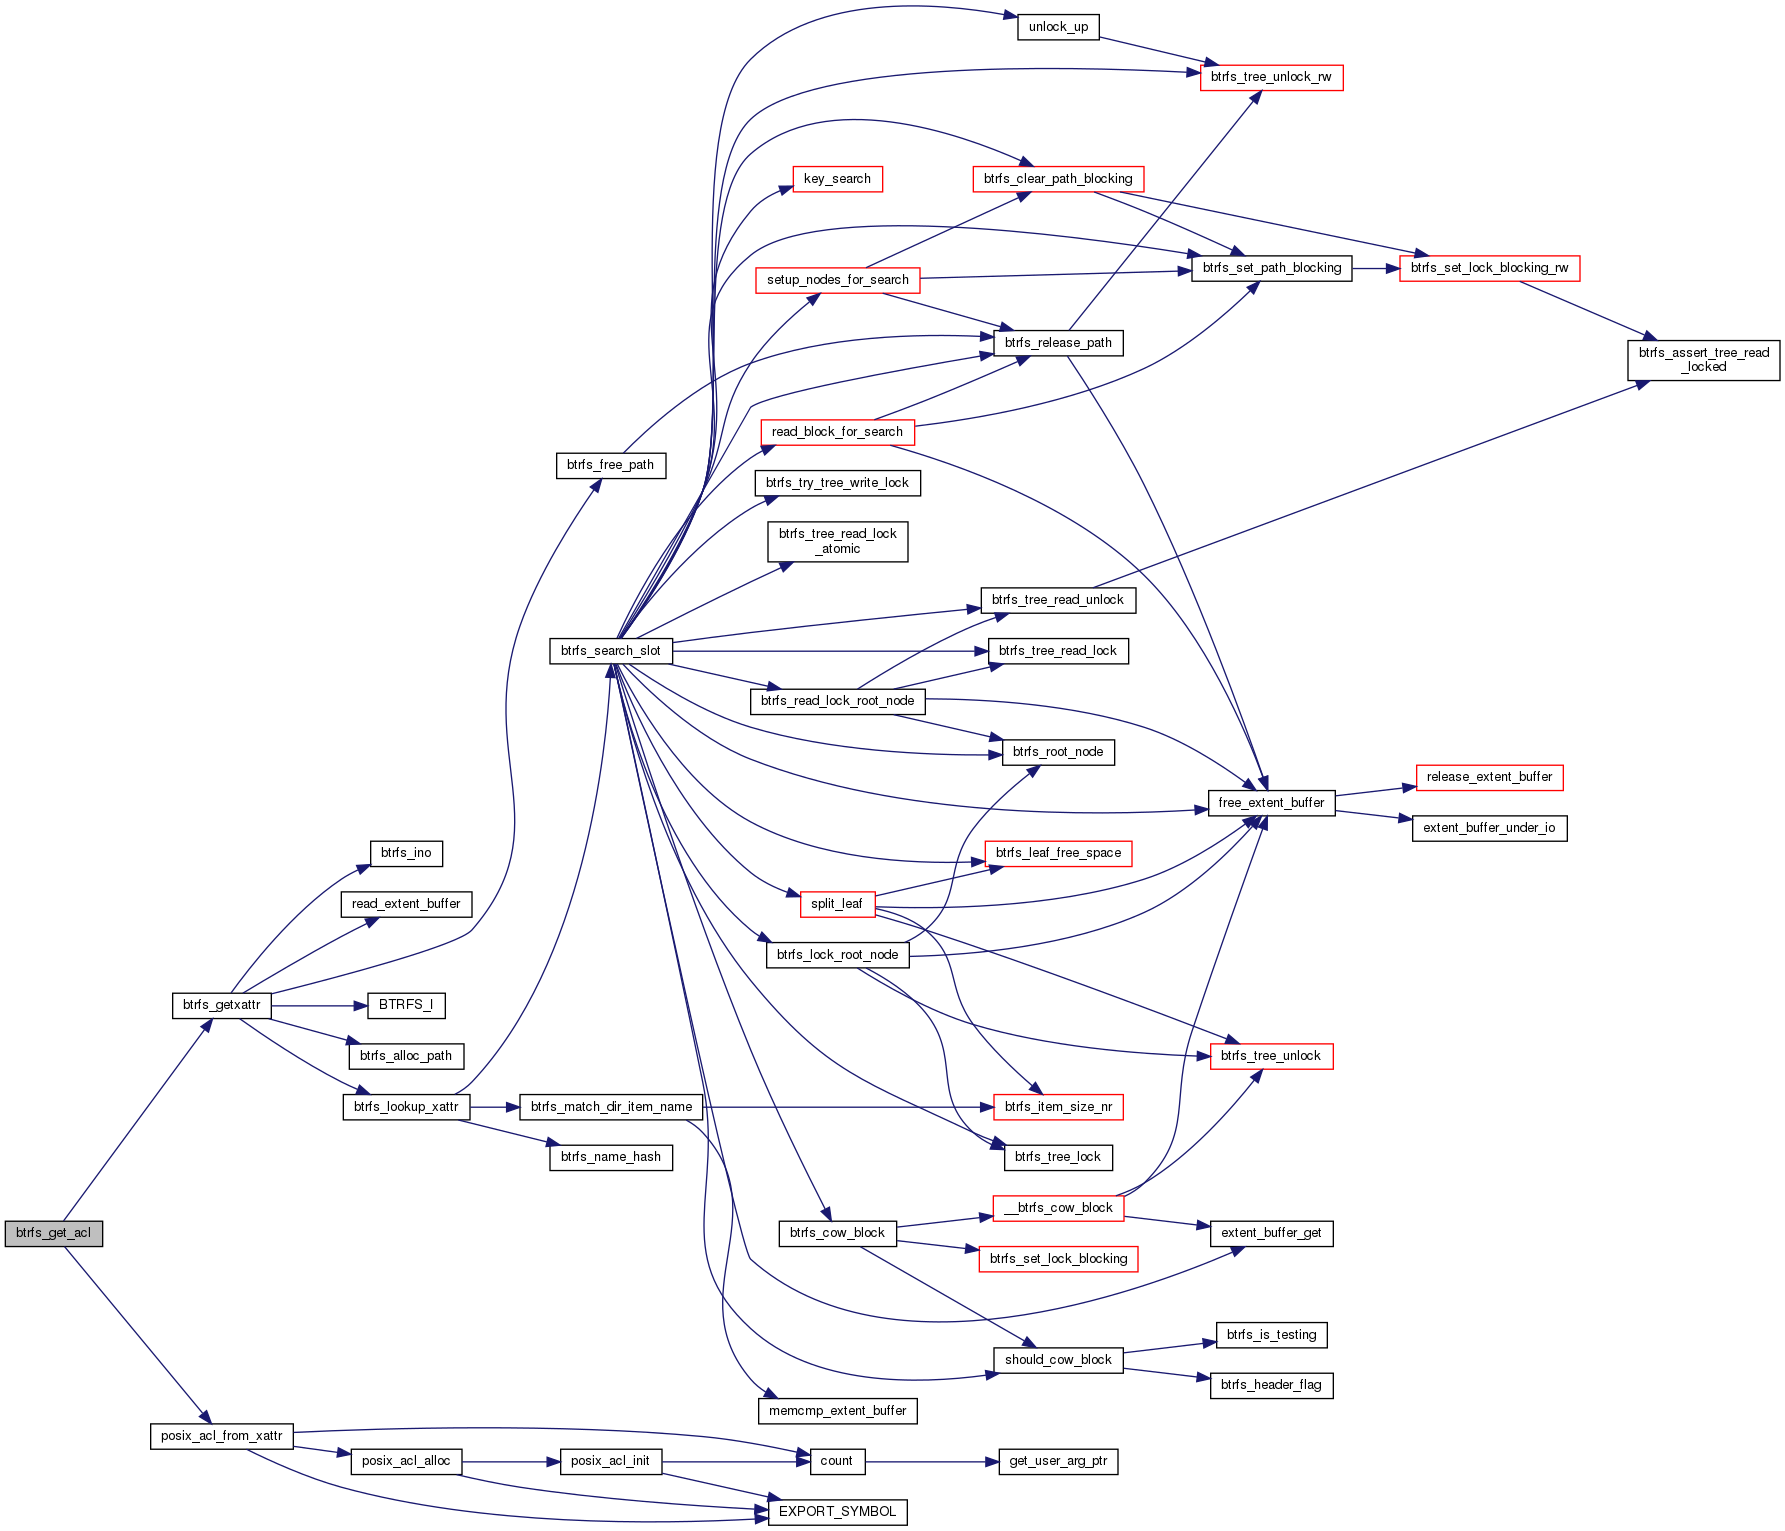 unlock_up
btrfs_tree_unlock_rw
key_search
btrfs_clear_path_blocking
setup_nodes_for_search
btrfs_set_path_blocking
btrfs_set_lock_blocking_rw
btrfs_release_path
btrfs_assert_tree_read
_locked
read_block_for_search
btrfs_free_path
btrfs_try_tree_write_lock
btrfs_tree_read_lock
_atomic
btrfs_tree_read_unlock
btrfs_search_slot
btrfs_tree_read_lock
btrfs_read_lock_root_node
btrfs_root_node
release_extent_buffer
free_extent_buffer
extent_buffer_under_io
btrfs_ino
btrfs_leaf_free_space
read_extent_buffer
split_leaf
btrfs_lock_root_node
btrfs_getxattr
BTRFS_I
btrfs_alloc_path
btrfs_tree_unlock
btrfs_lookup_xattr
btrfs_match_dir_item_name
btrfs_item_size_nr
btrfs_name_hash
btrfs_tree_lock
__btrfs_cow_block
btrfs_get_acl
btrfs_cow_block
extent_buffer_get
btrfs_set_lock_blocking
btrfs_is_testing
should_cow_block
btrfs_header_flag
memcmp_extent_buffer
posix_acl_from_xattr
posix_acl_alloc
posix_acl_init
count
get_user_arg_ptr
EXPORT_SYMBOL